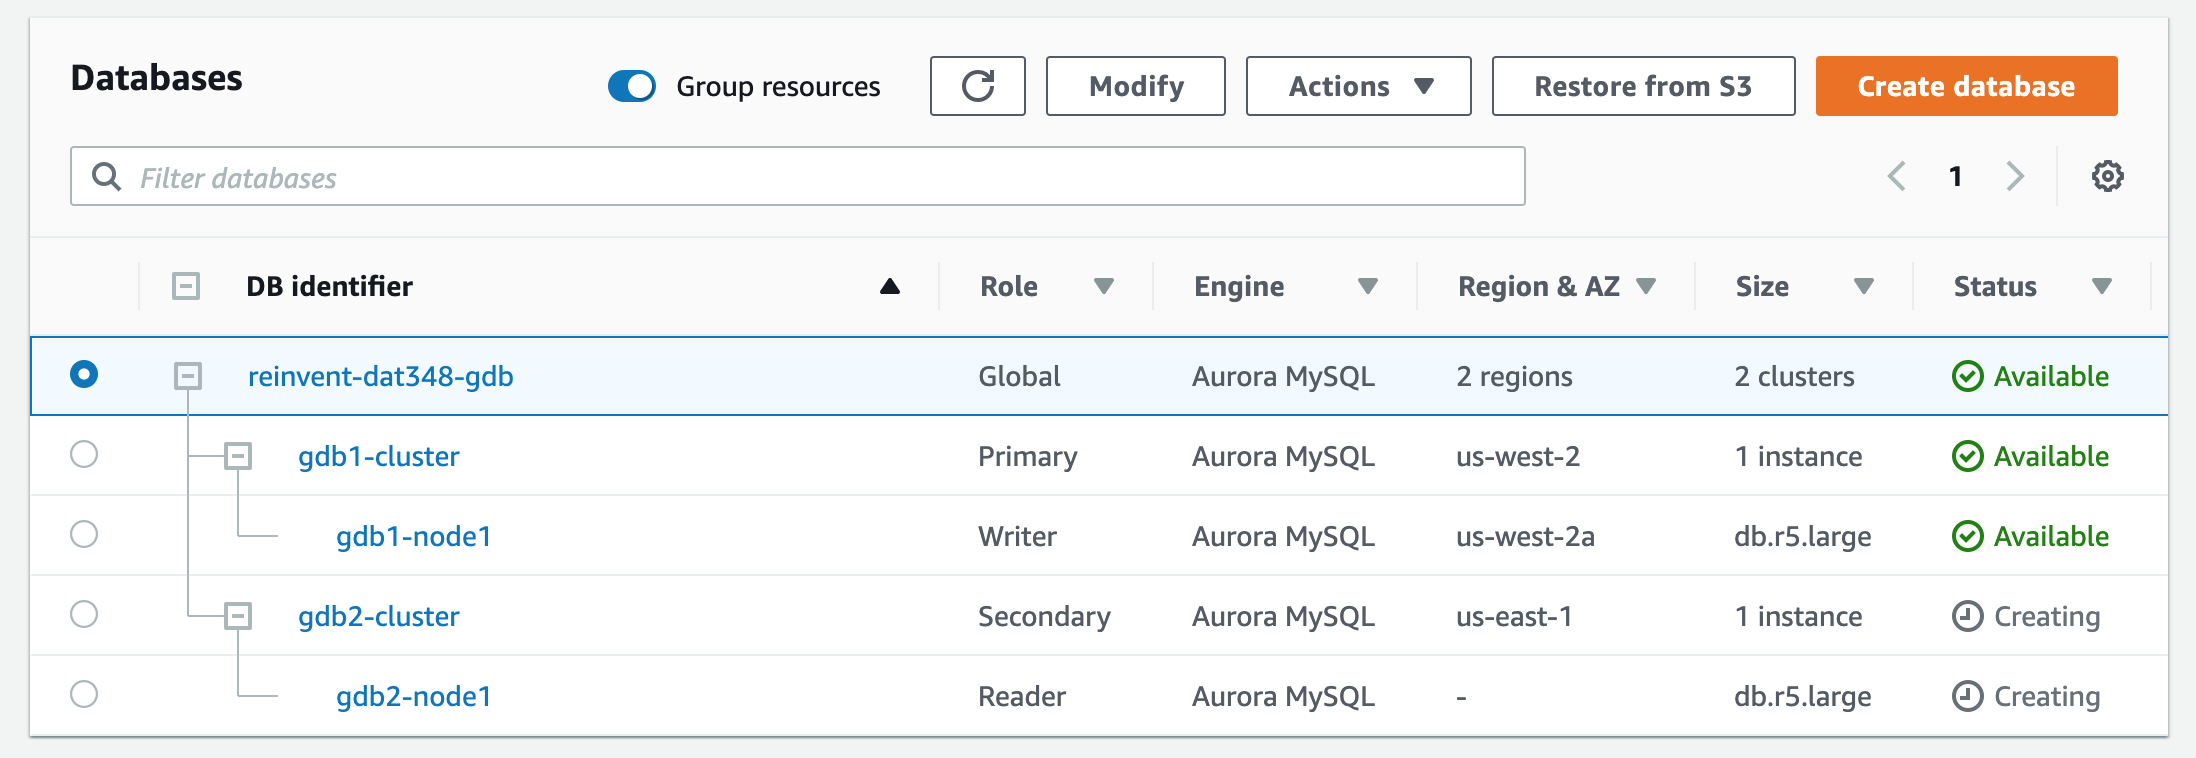 Databases Group resources Modify Actions Restore from S3 Create database
Filter databases 1
DB identifier Role Engine Region & AZ Size Status
reinvent-dat348-gdb Global Aurora MySQL 2 regions 2 clusters Available
gdb1-cluster Primary Aurora MySQL us-west-2 1 instance Available
gdb1-node1 Writer Aurora MySQL us-west-2a db.r5.large Available
gdb2-cluster Secondary Aurora MySQL us-east-1 1 instance Creating
gdb2-node1 Reader Aurora MySQL - db.r5.large Creating